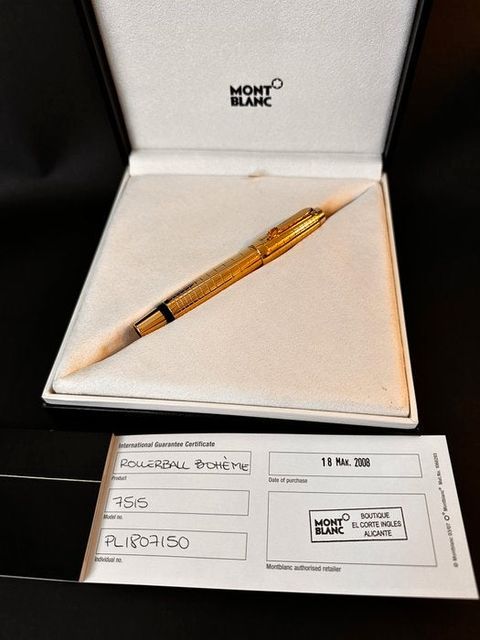 MONT
BLANC
International Guarantee Certificate
ROLLERBALL BOHÈME
Product
7515
Model no.
PL1807150
Individual no.
18 MAR. 2008
Date of purchase
MONT
BLANC
BOUTIQUE
EL CORTE INGLES
ALICANTE
Montblanc authorised retailer